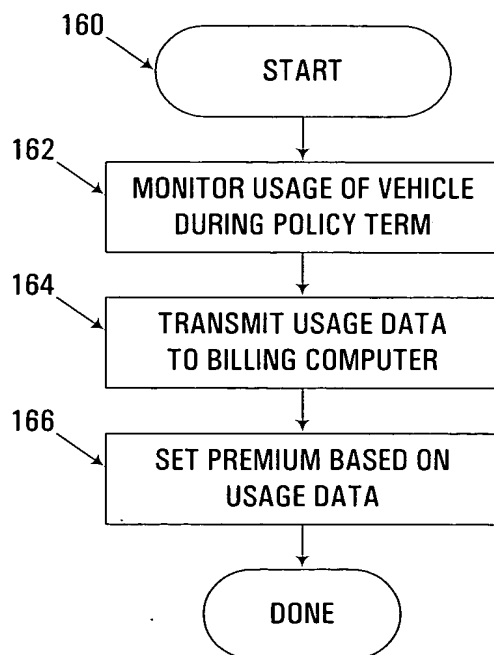 160
START
162
MONITOR USAGE OF VEHICLE
DURING POLICY TERM
164
TRANSMIT USAGE DATA
TO BILLING COMPUTER
166
SET PREMIUM BASED ON
USAGE DATA
DONE